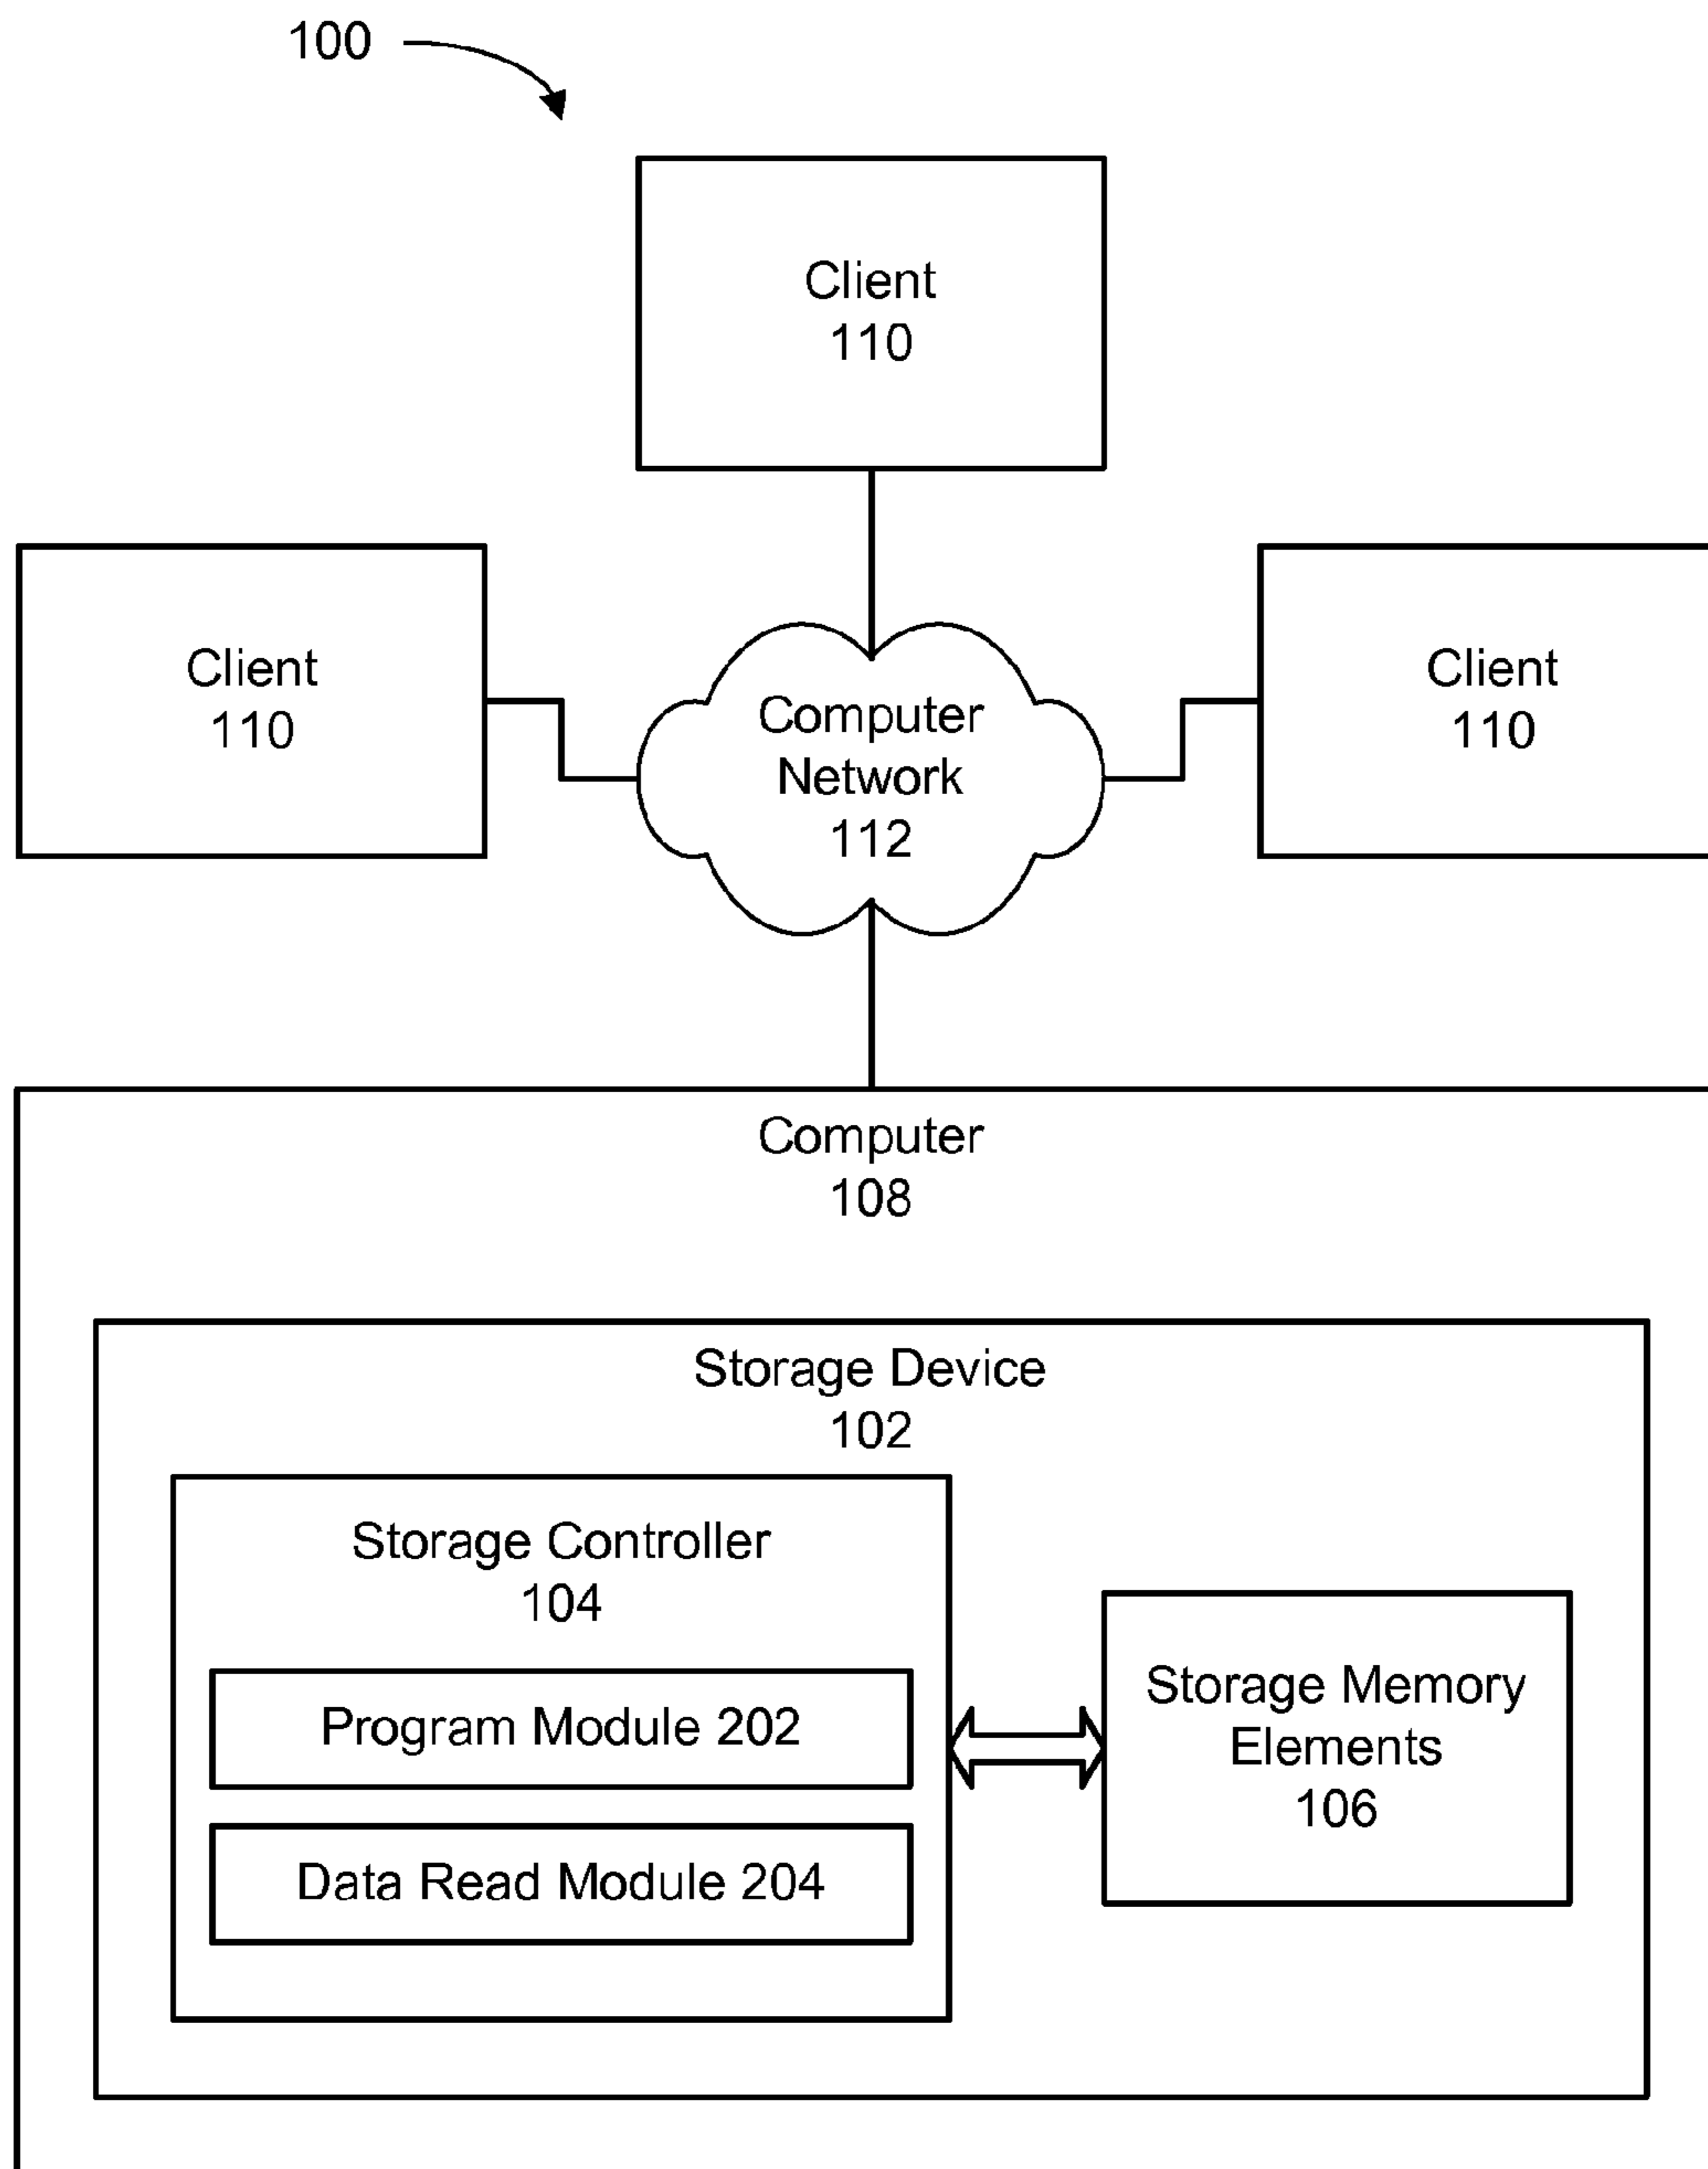 100
Client
110
Client
110
Client
110
Computer
Network
112
Computer
108
Storage Device
102
Storage Controller
104
Program Module 202
Data Read Module 204
Storage Memory
Elements
106